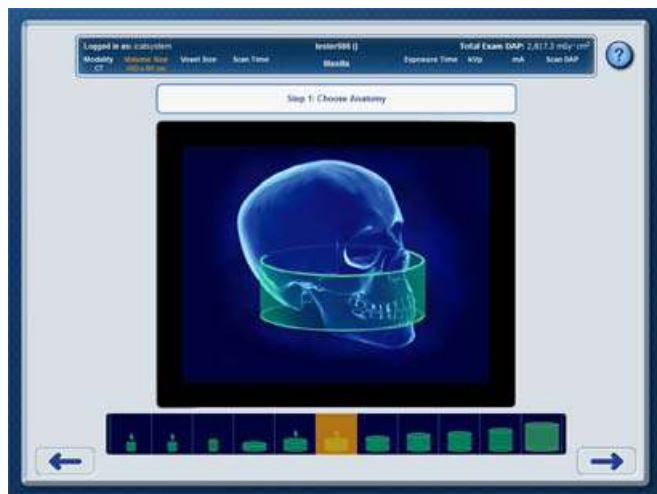 Logged in as: icatsystem tester986 () Total Exam DAP: 2,817.3 mGy·cm²
Modality Volume Size Voxel Size Scan Time Maxilla Exposure Time kVp mA Scan DAP
CT
Step 1: Choose Anatomy
?